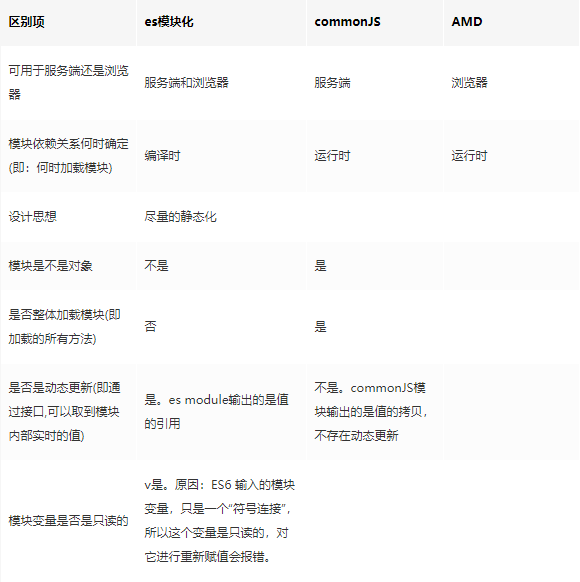 区别项
es模块化
commonJS
AMD
可用于服务端还是浏览
器
服务端和浏览器
服务端
浏览器
模块依赖关系何时确定
(即：何时加载模块)
编译时
运行时
运行时
设计思想
尽量的静态化
模块是不是对象
不是
是
是否整体加载模块(即
加载的所有方法)
否
是
是否是动态更新(即通
过接口,可以取到模块
内部实时的值)
是。es module输出的是值
的引用
不是。commonJS模
块输出的是值的拷贝，
不存在动态更新
模块变量是否是只读的
v是。原因：ES6 输入的模块
变量，只是一个“符号连接”，
所以这个变量是只读的，对
它进行重新赋值会报错。